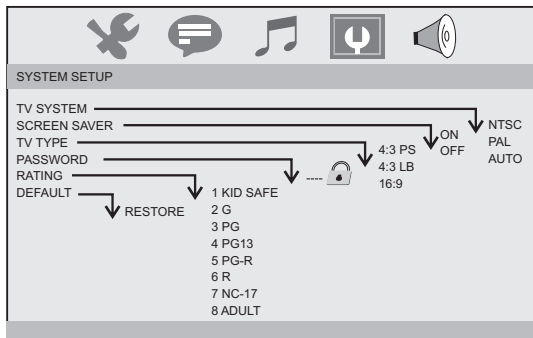 SYSTEM SETUP
TV SYSTEM
SCREEN SAVER
TV TYPE
PASSWORD
RATING
DEFAULT
RESTORE
1 KID SAFE
2 G
3 PG
4 PG13
5 PG-R
6 R
7 NC-17
8 ADULT
----
4:3 PS
4:3 LB
16:9
ON
OFF
NTSC
PAL
AUTO